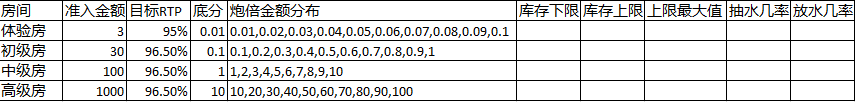 房间 准入金额 目标RTP 底分 炮倍金额分布 库存下限 库存上限 上限最大值 抽水几率 放水几率
体验房 3 95% 0.01 0.01,0.02,0.03,0.04,0.05,0.06,0.07,0.08,0.09,0.1
初级房 30 96.50% 0.1 0.1,0.2,0.3,0.4,0.5,0.6,0.7,0.8,0.9,1
中级房 100 96.50% 1 1,2,3,4,5,6,7,8,9,10
高级房 1000 96.50% 10 10,20,30,40,50,60,70,80,90,100